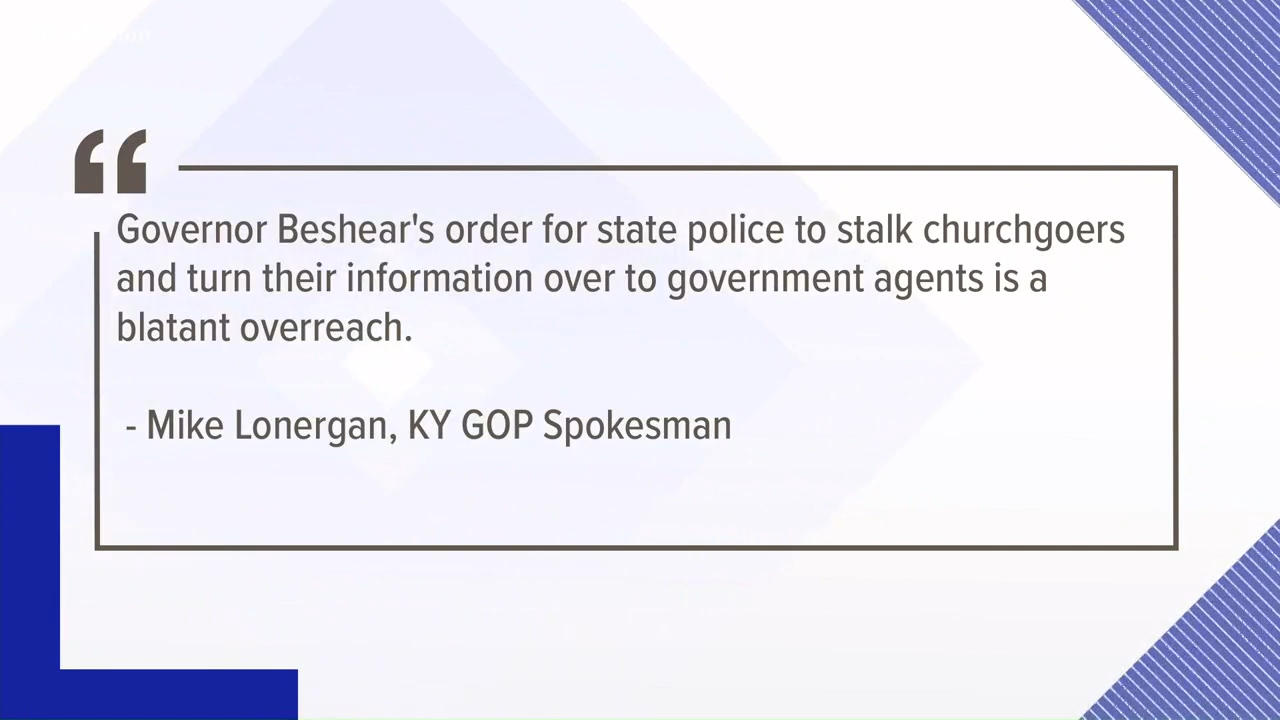 “
Governor Beshear's order for state police to stalk churchgoers
and turn their information over to government agents is a
blatant overreach.
- Mike Lonergan, KY GOP Spokesman